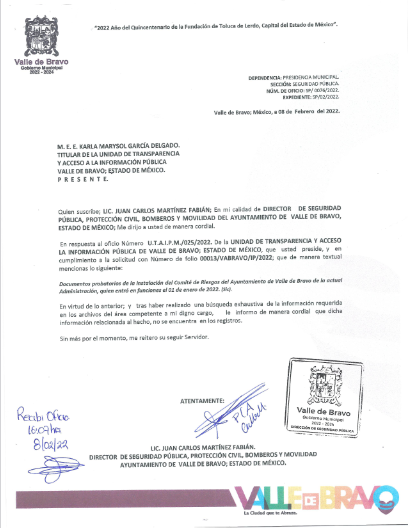 "2022 Año del Quincentenario de la Fundación de Toluca de Lerdo, Capital del Estado de México".
Valle de Bravo
Gobierno Municipal
2022 - 2024
DEPENDENCIA: PRESIDENCIA MUNICIPAL.
SECCIÓN: SEGURIDAD PÚBLICA.
NÚM. DE OFICIO: SP/ 0076/2022.
EXPEDIENTE: SP/02/2022.
Valle de Bravo; México, a 08 de Febrero del 2022.
M. E. E. KARLA MARYSOL GARCÍA DELGADO.
TITULAR DE LA UNIDAD DE TRANSPARENCIA
Y ACCESO A LA INFORMACIÓN PÚBLICA
VALLE DE BRAVO; ESTADO DE MÉXICO.
P R E S E N T E.
Quien suscribe; LIC. JUAN CARLOS MARTÍNEZ FABIÁN; En mi calidad de DIRECTOR DE SEGURIDAD
PÚBLICA, PROTECCIÓN CIVIL, BOMBEROS Y MOVILIDAD DEL AYUNTAMIENTO DE VALLE DE BRAVO,
ESTADO DE MÉXICO; Me dirijo a usted de manera cordial.
En respuesta al oficio Número U.T.A.I.P.M./025/2022. De la UNIDAD DE TRANSPARENCIA Y ACCESO
LA INFORMACIÓN PÚBLICA DE VALLE DE BRAVO; ESTADO DE MÉXICO, que usted preside, y en
cumplimiento a la solicitud con Número de folio 00013/VABRAVO/IP/2022; que de manera textual
mencionas lo siguiente:
Documentos probatorios de la instalación del Comité de Riesgos del Ayuntamiento de Valle de Bravo de la actual
Administración, quien entró en funciones al 01 de enero de 2022. (Sic).
En virtud de lo anterior; y tras haber realizado una búsqueda exhaustiva de la información requerida
en los archivos del área competente a mi digno cargo, le informo de manera cordial que dicha
información relacionada al hecho, no se encuentra en los registros.
Sin más por el momento, me reitero su seguir Servidor.
Valle de Bravo
Gobierno Municipal
2022 - 2024
DIRECCIÓN DE SEGURIDAD PÚBLICA
ATENTAMENTE:
Recibi Oficio
16:09 hrs
8/02/22
LIC. JUAN CARLOS MARTÍNEZ FABIÁN.
DIRECTOR DE SEGURIDAD PÚBLICA, PROTECCIÓN CIVIL, BOMBEROS Y MOVILIDAD
AYUNTAMIENTO DE VALLE DE BRAVO; ESTADO DE MÉXICO.
VALLE DE BRAVO
La Ciudad que te Abraza.